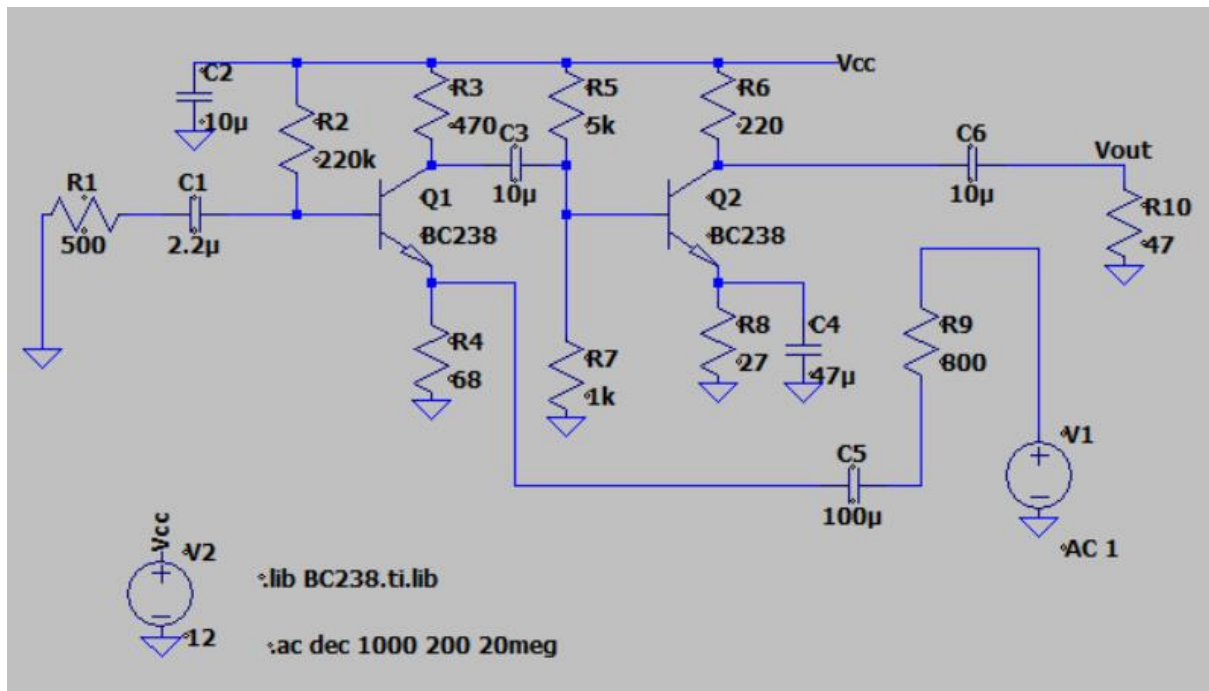 C2
10µ
R2
220k
R3
470
C3
10µ
R5
5k
R6
220
Vcc
C6
10µ
Vout
R10
47
R1
500
C1
2.2µ
Q1
BC238
Q2
BC238
R4
68
R7
1k
R8
27
C4
47µ
R9
800
C5
100µ
V1
AC 1
Vcc
V2
12
.lib BC238.ti.lib
.ac dec 1000 200 20meg